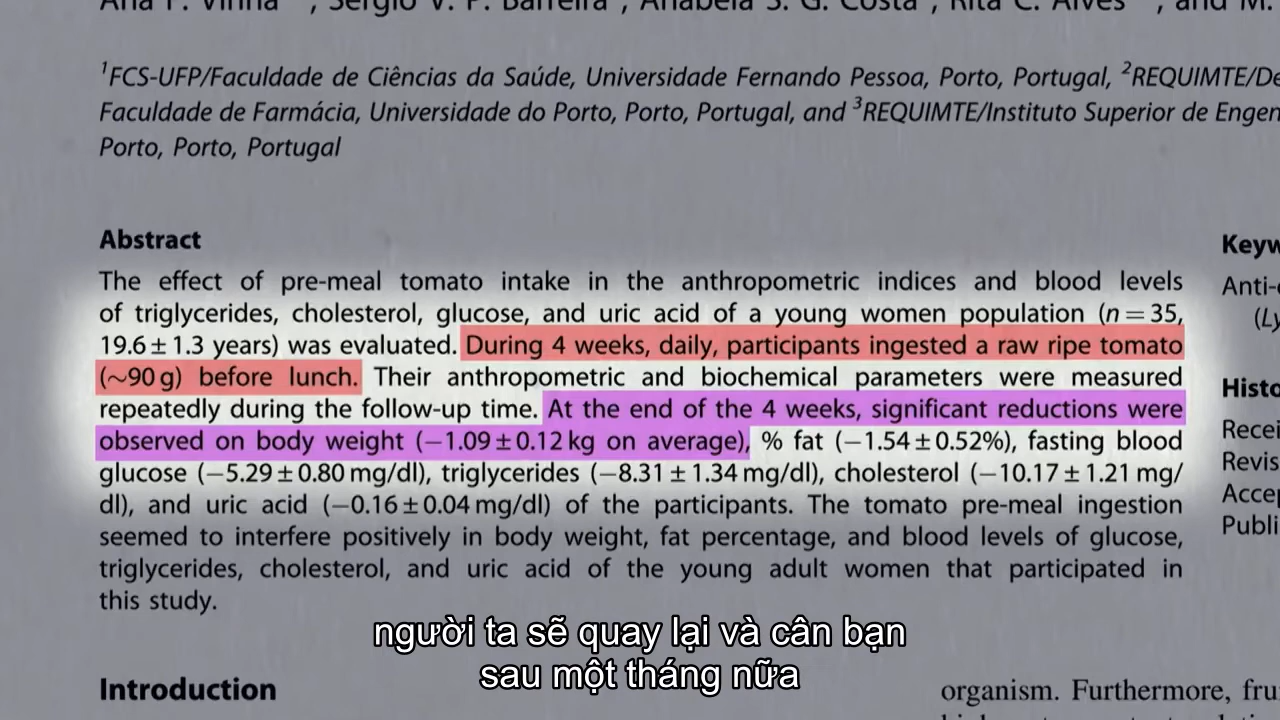 Ana F. Vinha , Sérgio V. P. Barreira , Anabela S. G. Costa , Rita C. Alves , and M.
1FCS-UFP/Faculdade de Ciências da Saúde, Universidade Fernando Pessoa, Porto, Portugal, 2REQUIMTE/De
Faculdade de Farmácia, Universidade do Porto, Porto, Portugal, and 3REQUIMTE/Instituto Superior de Engen
Porto, Porto, Portugal
Abstract
The effect of pre-meal tomato intake in the anthropometric indices and blood levels
of triglycerides, cholesterol, glucose, and uric acid of a young women population (n = 35,
19.6 ± 1.3 years) was evaluated. During 4 weeks, daily, participants ingested a raw ripe tomato
(~90 g) before lunch. Their anthropometric and biochemical parameters were measured
repeatedly during the follow-up time. At the end of the 4 weeks, significant reductions were
observed on body weight (−1.09 ± 0.12 kg on average), % fat (−1.54 ± 0.52%), fasting blood
glucose (−5.29 ± 0.80 mg/dl), triglycerides (−8.31 ± 1.34 mg/dl), cholesterol (−10.17 ± 1.21 mg/
dl), and uric acid (−0.16 ± 0.04 mg/dl) of the participants. The tomato pre-meal ingestion
seemed to interfere positively in body weight, fat percentage, and blood levels of glucose,
triglycerides, cholesterol, and uric acid of the young adult women that participated in
this study.
Keyw
Anti-
(Ly
Histo
Recei
Revis
Accep
Publi
Introduction
organism. Furthermore, fru
người ta sẽ quay lại và cân bạn
sau một tháng nữa